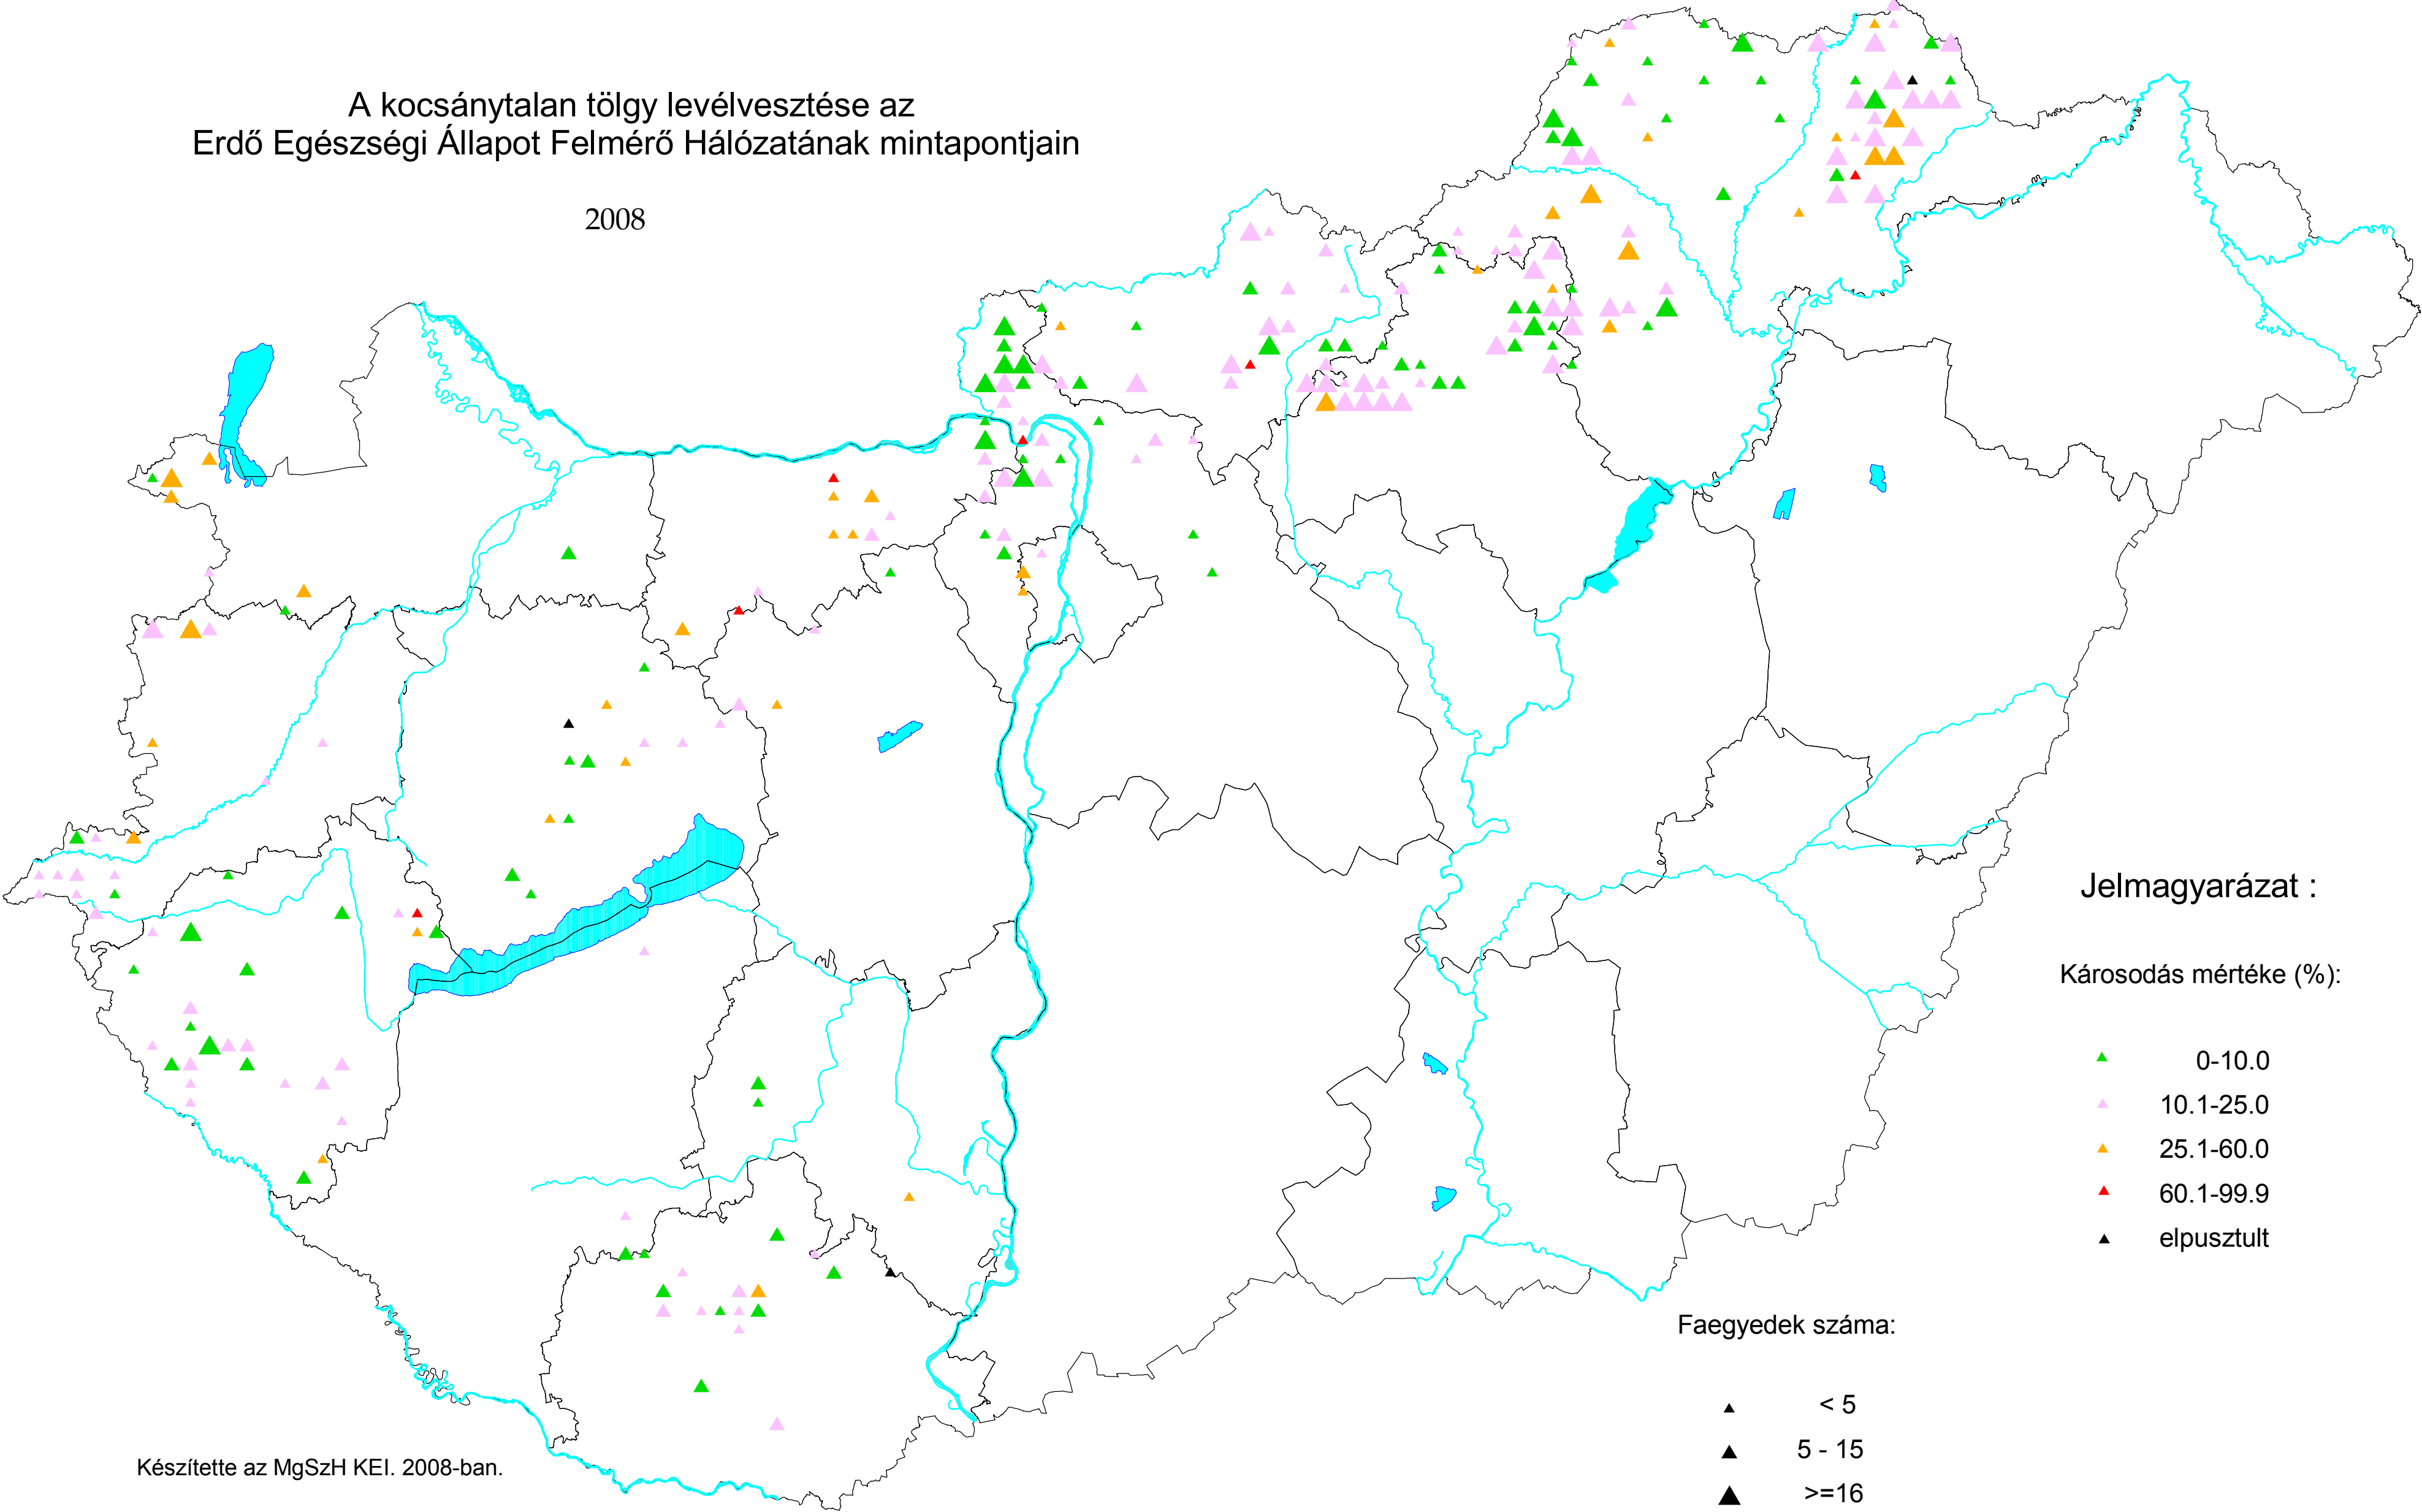 A kocsánytalan tölgy levélvesztése az
Erdő Egészségi Állapot Felmérő Hálózatának mintapontjain
2008
Jelmagyarázat :
Károsodás mértéke (%):
0-10.0
10.1-25.0
25.1-60.0
60.1-99.9
elpusztult
Faegyedek száma:
< 5
5 - 15
>=16
Készítette az MgSzH KEI. 2008-ban.